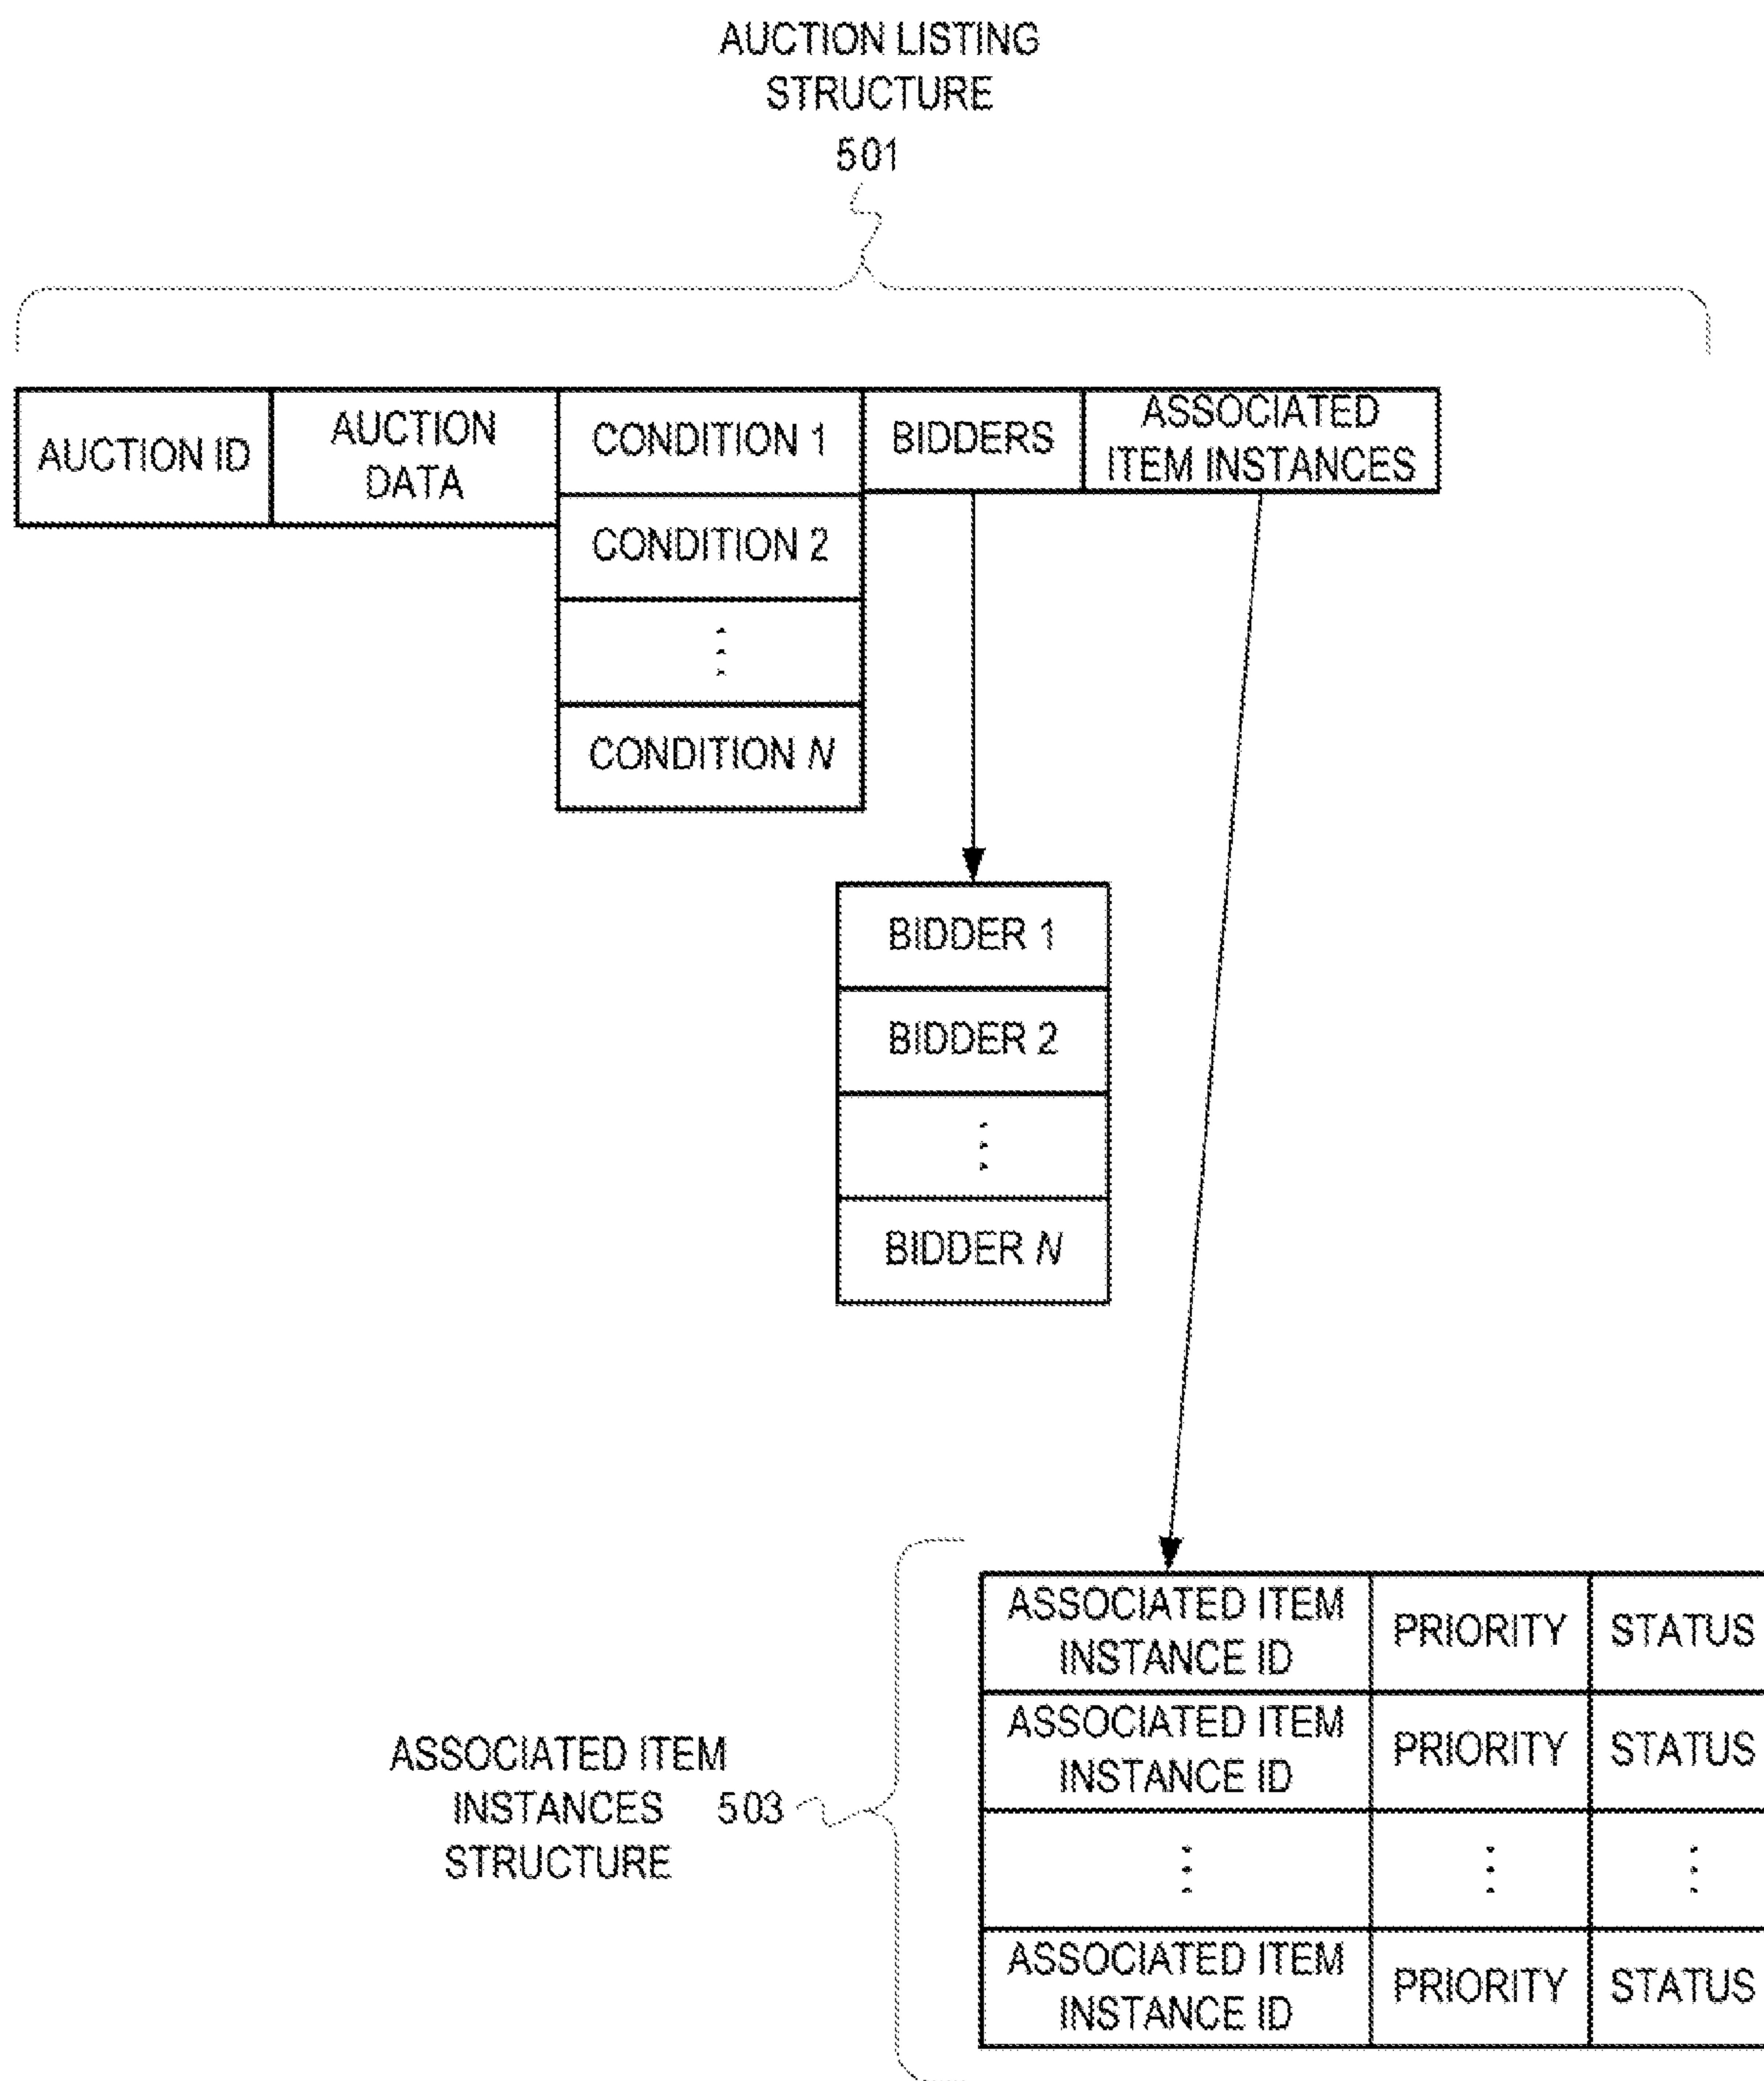 AUCTION LISTING
STRUCTURE
501
AUCTION ID
AUCTION
DATA
CONDITION 1
BIDDERS
ASSOCIATED
ITEM INSTANCES
CONDITION 2
⋮
CONDITION N
BIDDER 1
BIDDER 2
⋮
BIDDER N
ASSOCIATED ITEM
INSTANCES 503
STRUCTURE
ASSOCIATED ITEM
INSTANCE ID
PRIORITY
STATUS
ASSOCIATED ITEM
INSTANCE ID
PRIORITY
STATUS
⋮ ⋮ ⋮
ASSOCIATED ITEM
INSTANCE ID
PRIORITY
STATUS